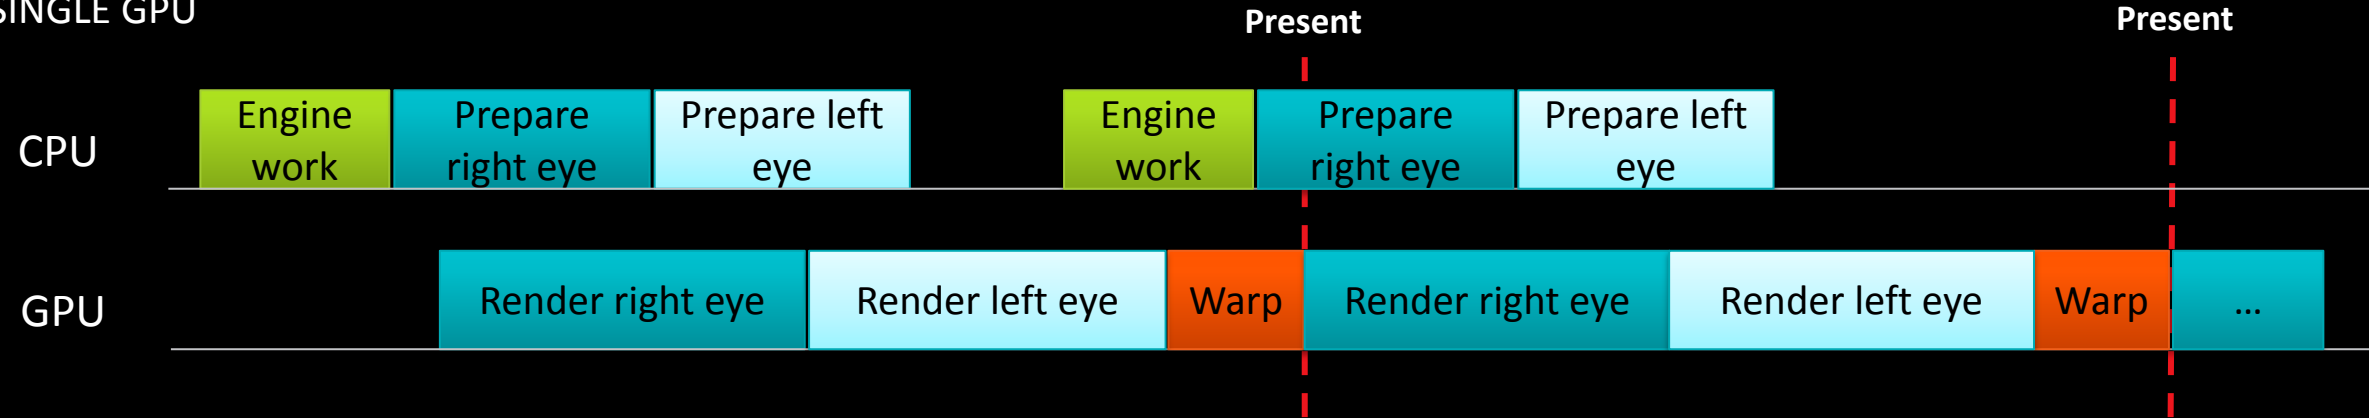 SINGLE GPU
Present
Present
CPU
Engine
work
Prepare
right eye
Prepare left
eye
Engine
work
Prepare
right eye
Prepare left
eye
GPU
Render right eye
Render left eye
Warp
Render right eye
Render left eye
Warp
...